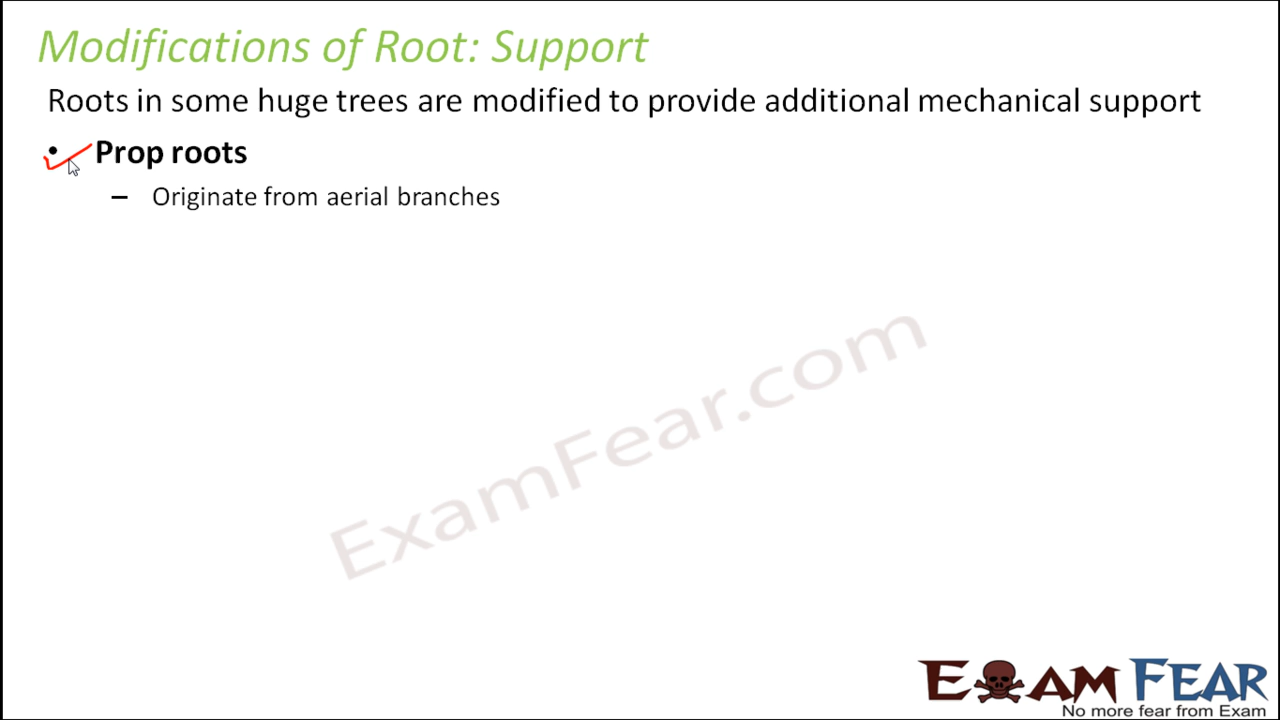 Modifications of Root: Support
Roots in some huge trees are modified to provide additional mechanical support
• Prop roots
– Originate from aerial branches
ExamFear.com
EXAM FEAR
No more fear from Exam